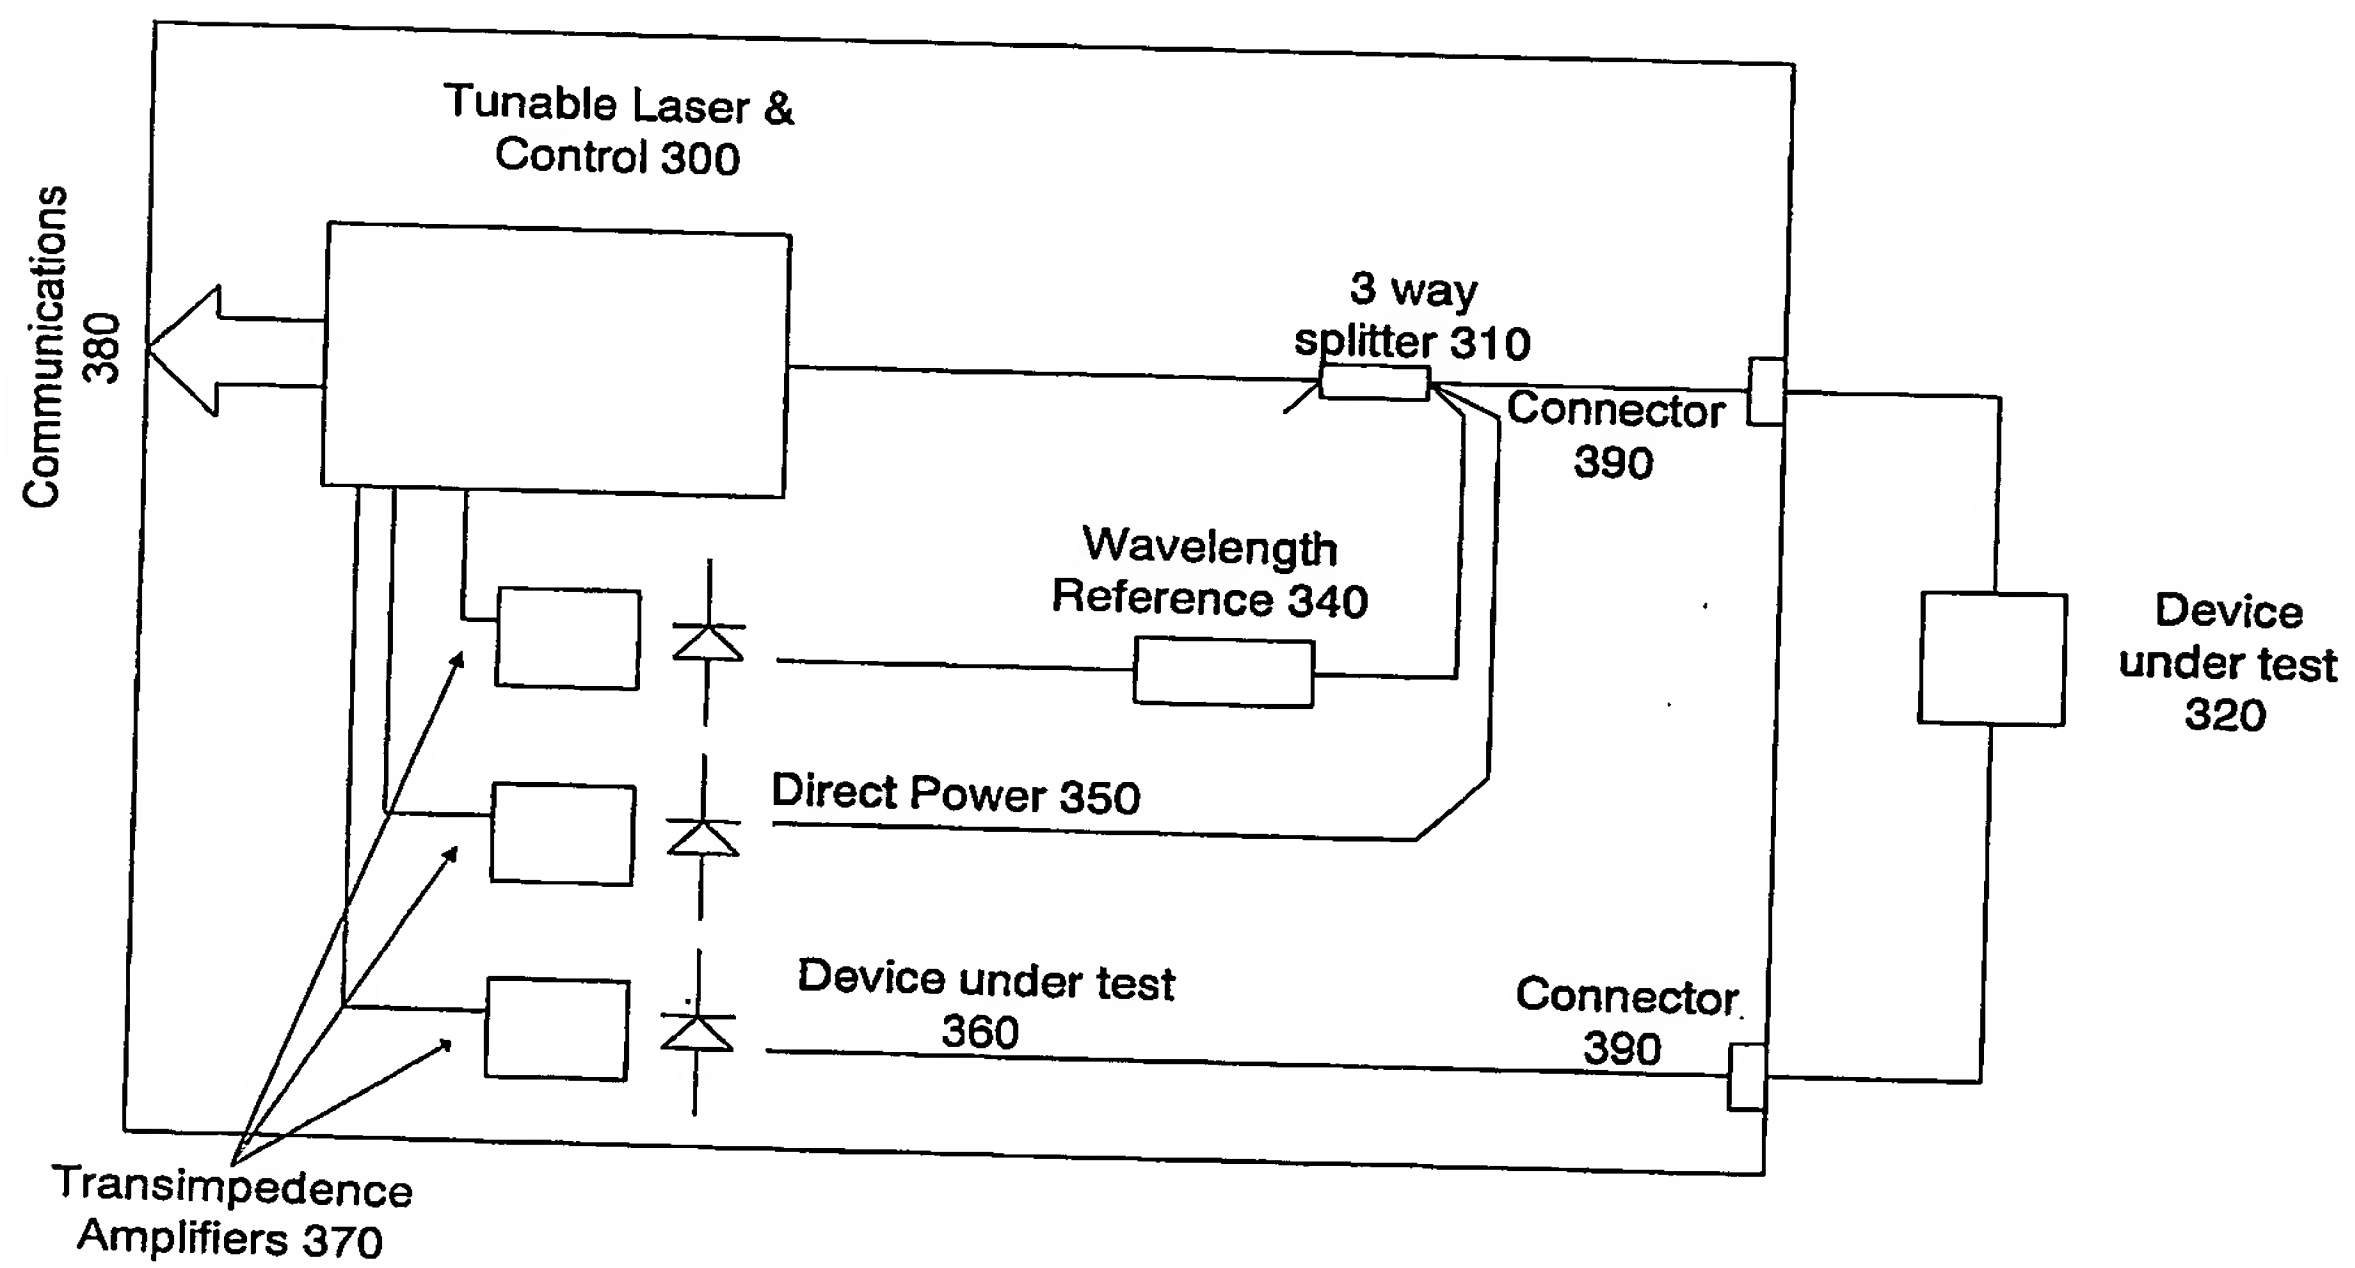 Tunable Laser &
Control 300
Communications
380
3 way
splitter 310
Connector
390
Wavelength
Reference 340
Device
under test
320
Direct Power 350
Device under test
360
Connector
390
Transimpedence
Amplifiers 370